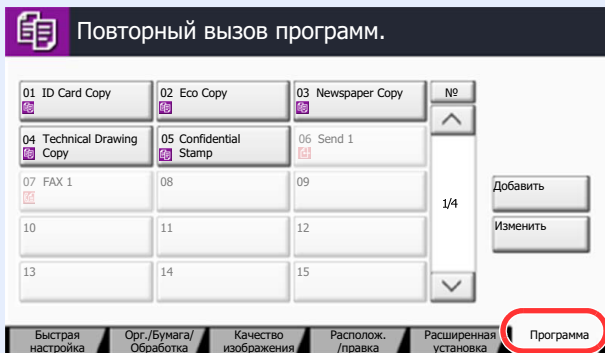 Повторный вызов программ.
01 ID Card Copy
02 Eco Copy
03 Newspaper Copy
№
04 Technical Drawing
Copy
05 Confidential
Stamp
06 Send 1
07 FAX 1
08
09
1/4
Добавить
10
11
12
Изменить
13
14
15
Быстрая
настройка
Орг./Бумага/
Обработка
Качество
изображения
Располож.
/правка
Расширенная
установка
Программа